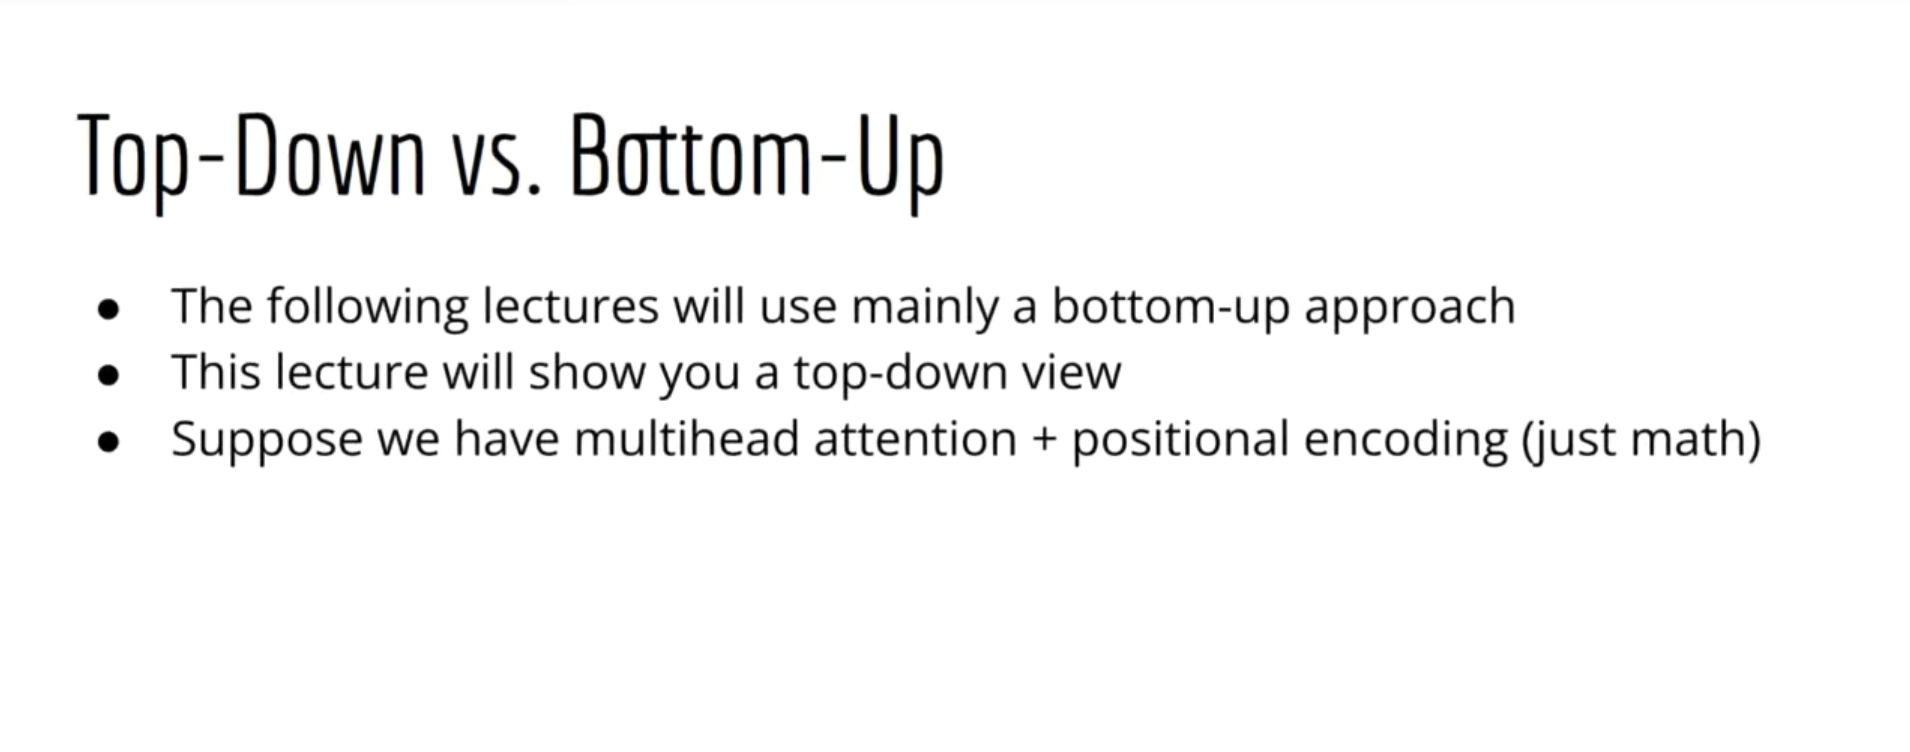 Top-Down vs. Bottom-Up
● The following lectures will use mainly a bottom-up approach
● This lecture will show you a top-down view
● Suppose we have multihead attention + positional encoding (just math)